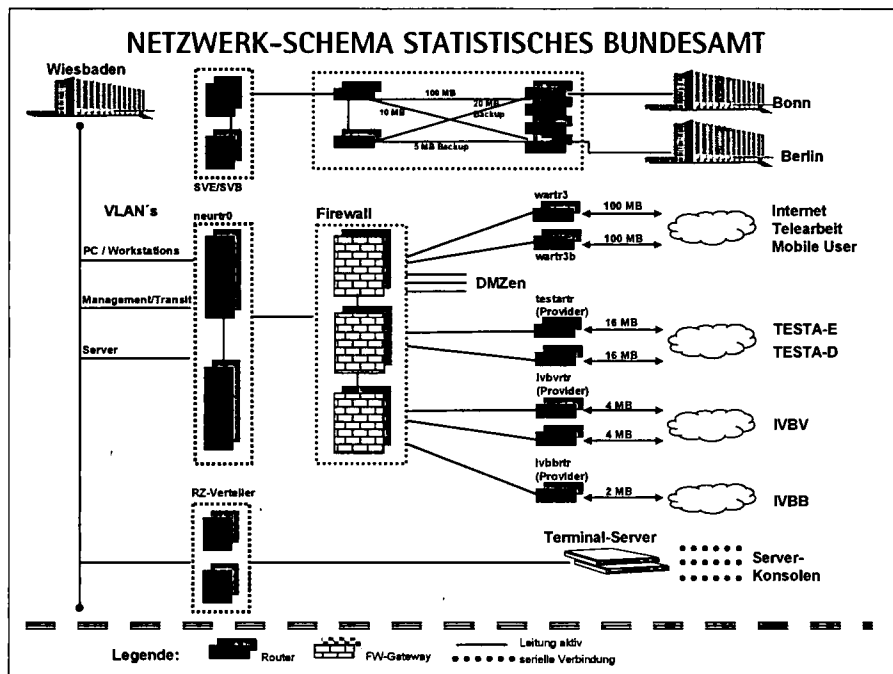 NETZWERK-SCHEMA STATISTISCHES BUNDESAMT
Wiesbaden
100 MB
20 MB
Backup
10 MB
5 MB Backup
Bonn
Berlin
SVE/SVB
VLAN´s
neurtr0
Firewall
wartr3
100 MB
100 MB
wartr3b
Internet
Telearbeit
Mobile User
PC / Workstations
DMZen
Management/Transit
testartr
(Provider)
16 MB
16 MB
TESTA-E
TESTA-D
Server
ivbvrtr
(Provider)
4 MB
4 MB
IVBV
ivbbrtr
(Provider)
2 MB
IVBB
RZ-Verteiler
Terminal-Server
Server-
Konsolen
Legende:
Router
FW-Gateway
Leitung aktiv
serielle Verbindung